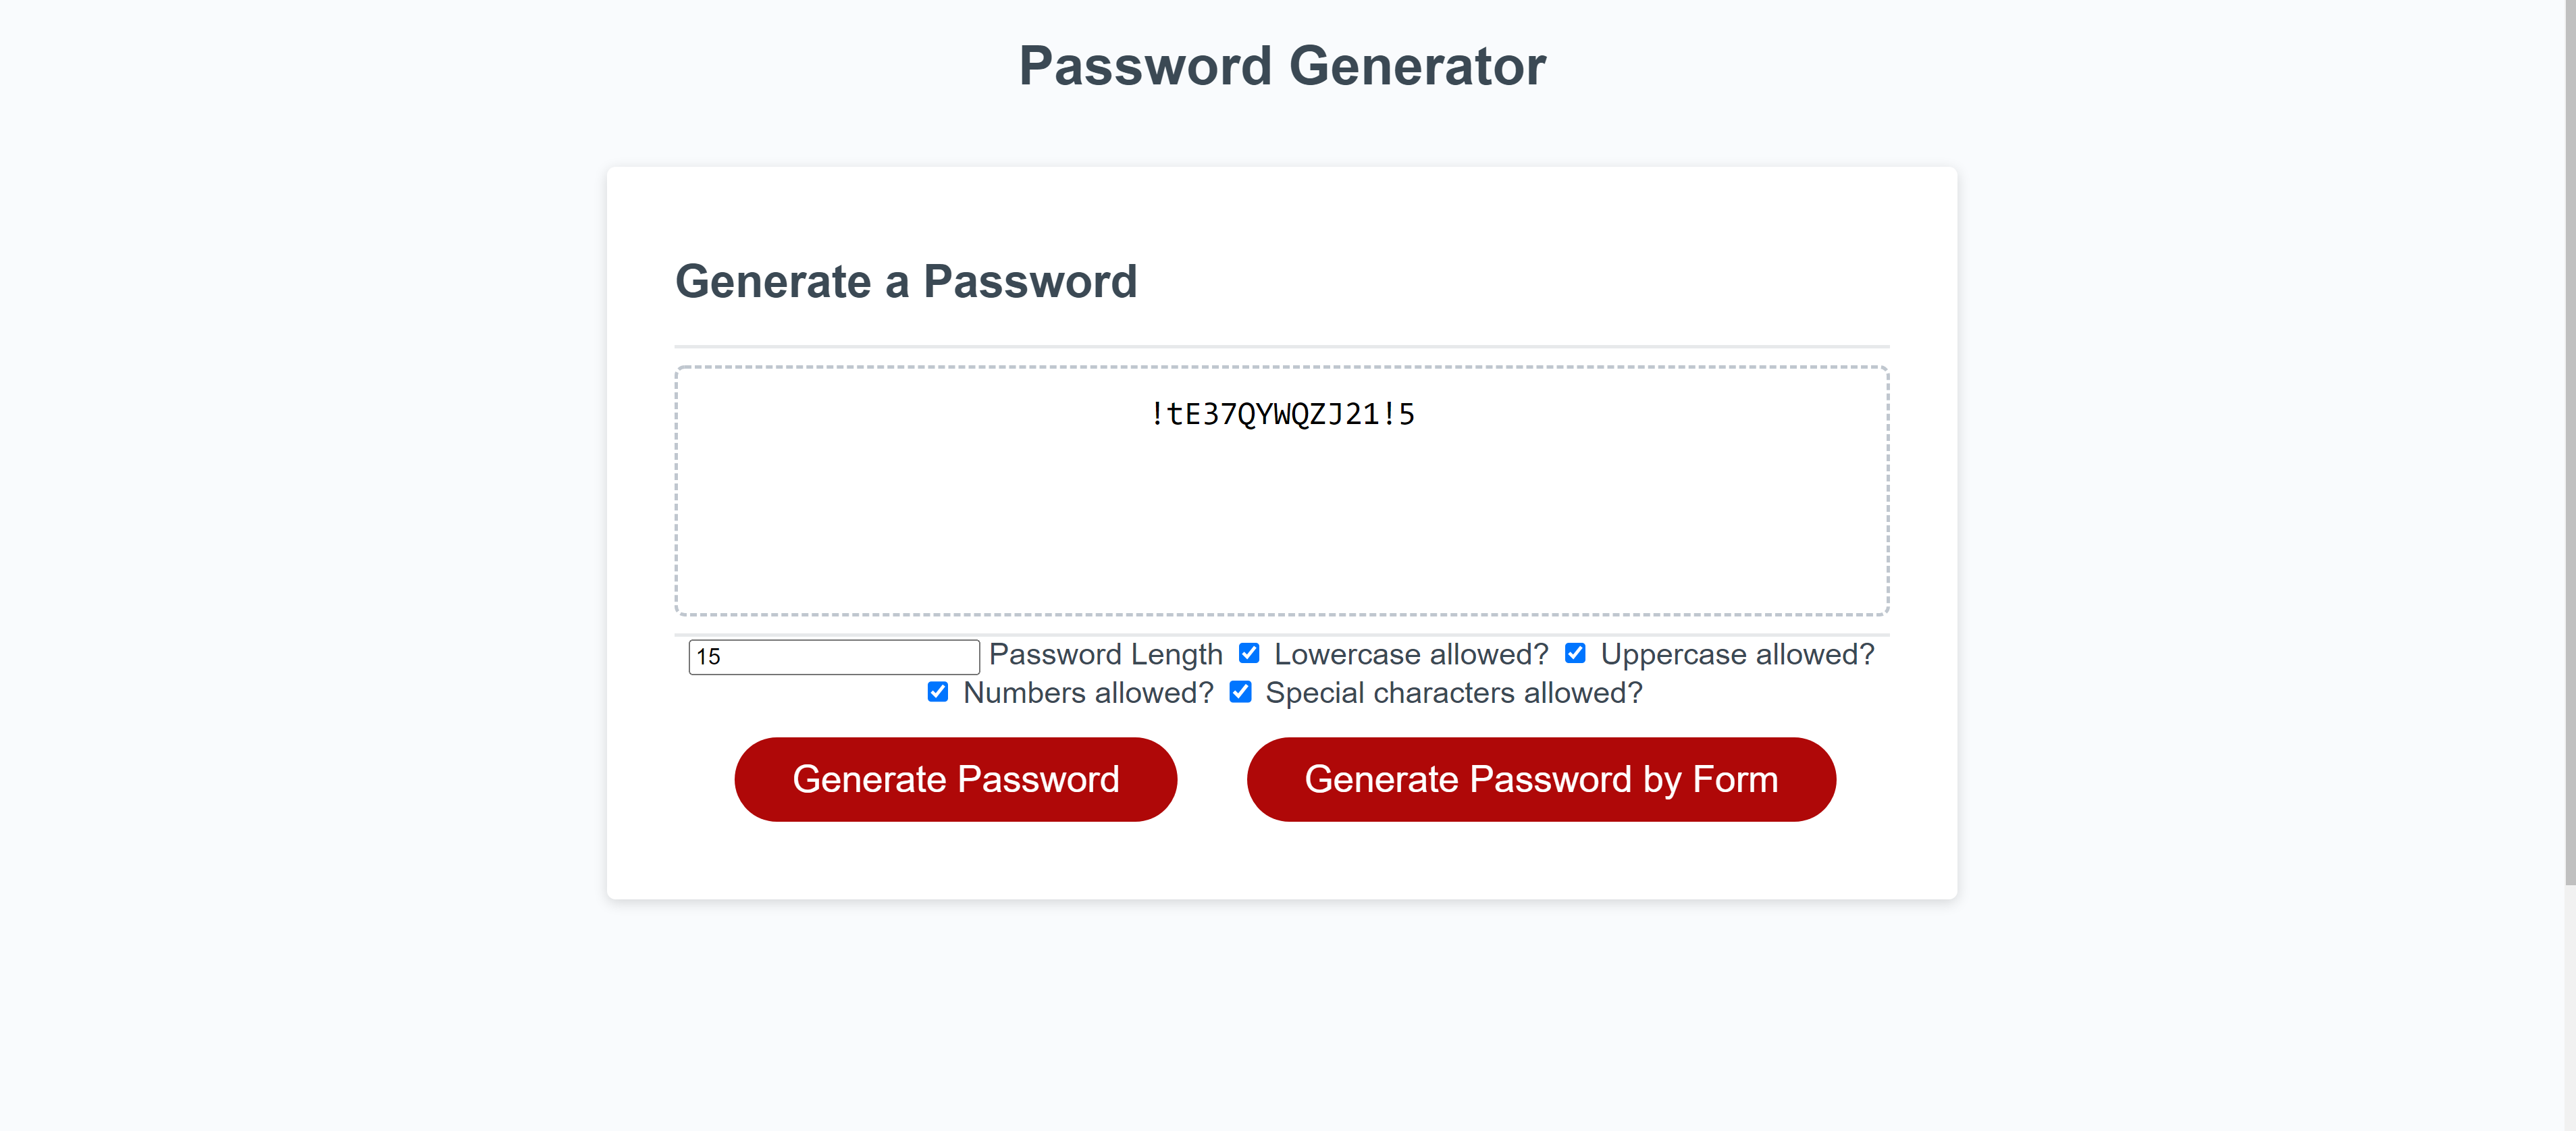 Password Generator
Generate a Password
!tE37QYWQZJ21!5
15 Password Length Lowercase allowed? Uppercase allowed?
Numbers allowed? Special characters allowed?
Generate Password Generate Password by Form